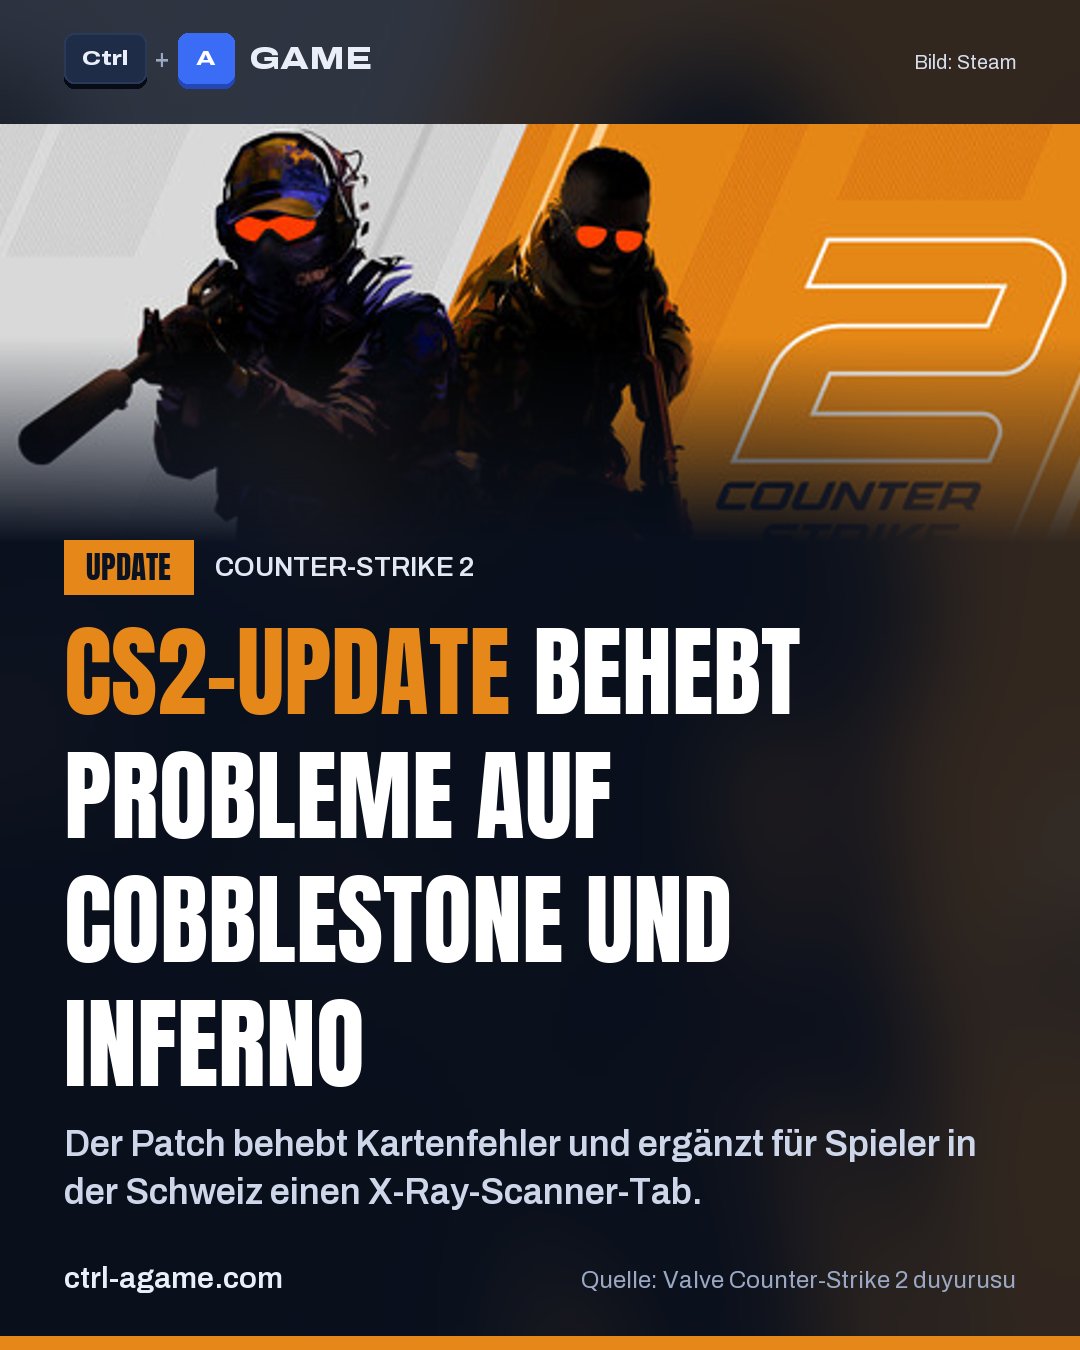 Ctrl + A GAME
Bild: Steam
2
COUNTER
STRIKE
UPDATE COUNTER-STRIKE 2
CS2-UPDATE BEHEBT
PROBLEME AUF
COBBLESTONE UND
INFERNO
Der Patch behebt Kartenfehler und ergänzt für Spieler in
der Schweiz einen X-Ray-Scanner-Tab.
ctrl-agame.com
Quelle: Valve Counter-Strike 2 duyurusu